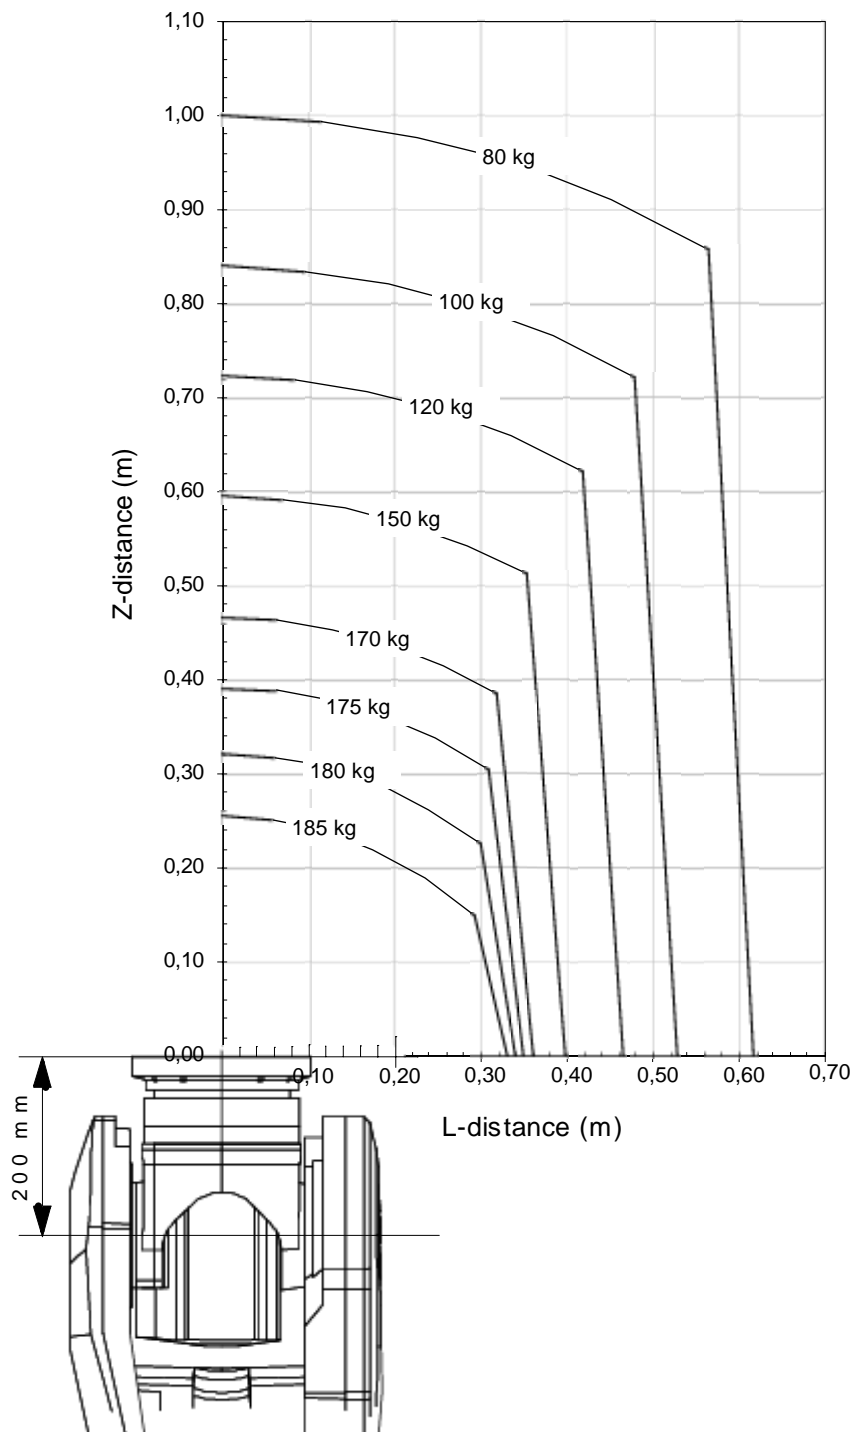 1,10
1,00
80 kg
0,90
100 kg
0,80
120 kg
0,70
Z-distance (m)
150 kg
0,60
0,50
170 kg
0,40
175 kg
180 kg
0,30
185 kg
0,20
0,10
0,00
0,10 0,20 0,30 0,40 0,50 0,60 0,70
L-distance (m)
200 mm